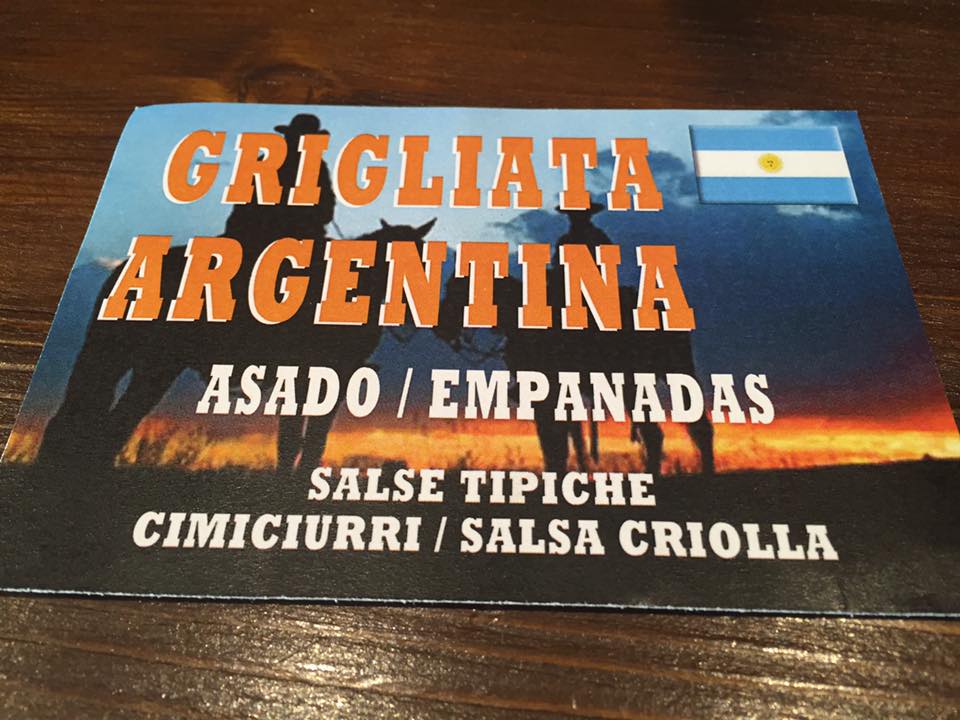 GRIGLIATA
ARGENTINA
ASADO / EMPANADAS
SALSE TIPICHE
CIMICIURRI / SALSA CRIOLLA